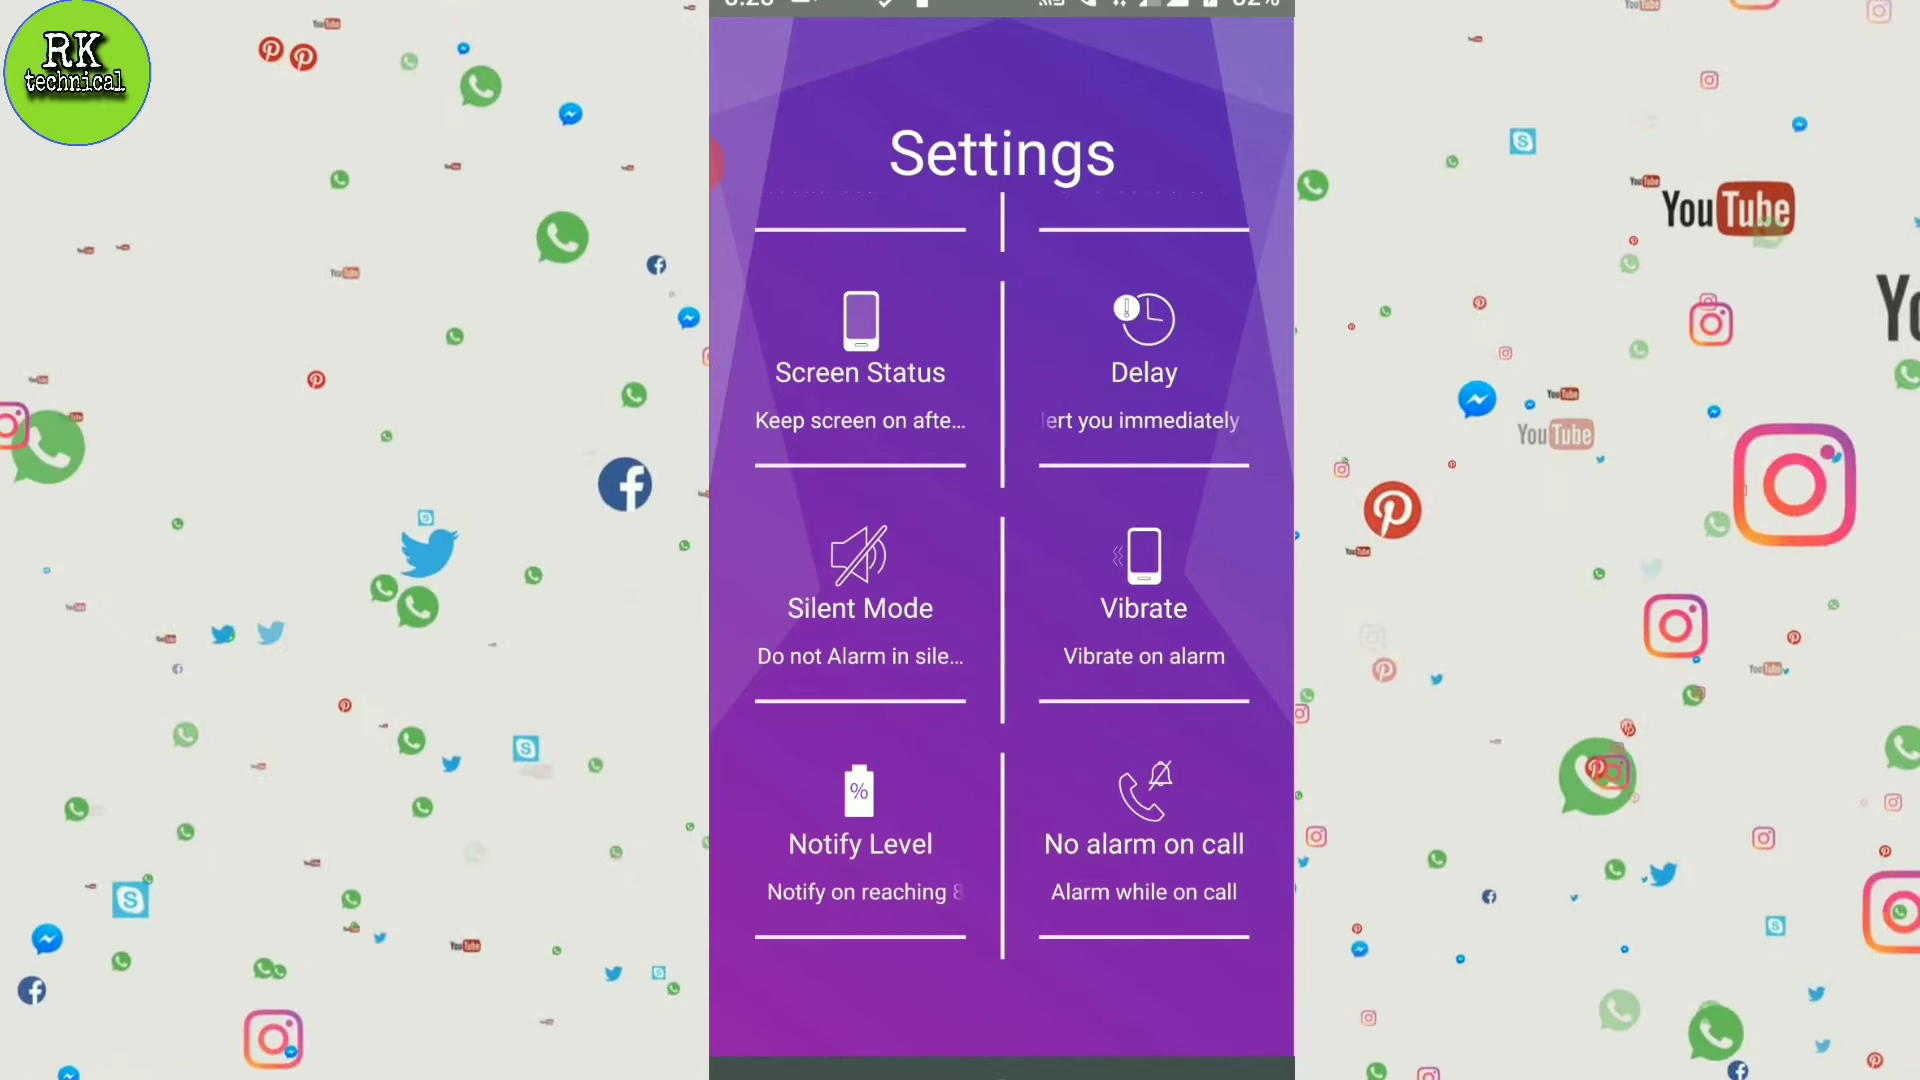 RK
technical
Settings
Screen Status
Keep screen on afte...
Delay
lert you immediately
Silent Mode
Do not Alarm in sile...
Vibrate
Vibrate on alarm
%
Notify Level
Notify on reaching 8
No alarm on call
Alarm while on call
YouTube
YouTube